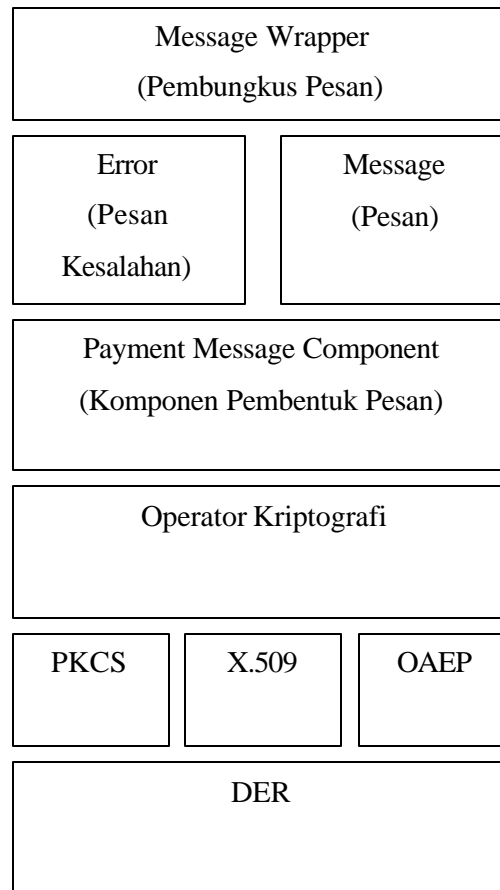 Message Wrapper
(Pembungkus Pesan)
Error
(Pesan
Kesalahan)
Message
(Pesan)
Payment Message Component
(Komponen Pembentuk Pesan)
Operator Kriptografi
PKCS
X.509
OAEP
DER